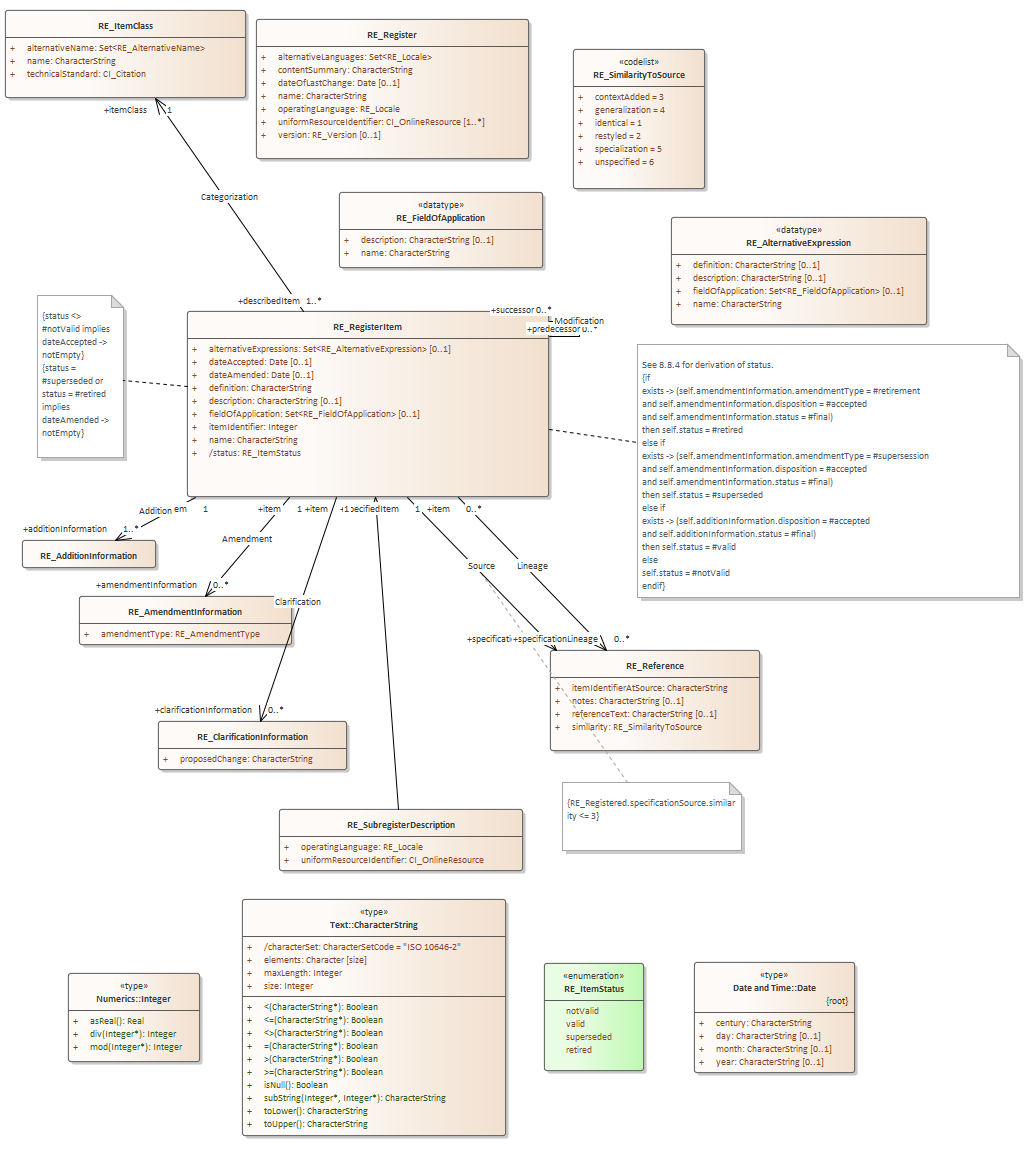 RE_ItemClass
+ alternativeName: Set<RE_AlternativeName>
+ name: CharacterString
+ technicalStandard: CI_Citation
RE_Register
+ alternativeLanguages: Set<RE_Locale>
+ contentSummary: CharacterString
+ dateOfLastChange: Date [0..1]
+ name: CharacterString
+ operatingLanguage: RE_Locale
+ uniformResourceIdentifier: CI_OnlineResource [1..*]
+ version: RE_Version [0..1]
«codelist»
RE_SimilarityToSource
+ contextAdded = 3
+ generalization = 4
+ identical = 1
+ restyled = 2
+ specialization = 5
+ unspecified = 6
+itemClass 1
Categorization
«datatype»
RE_FieldOfApplication
+ description: CharacterString [0..1]
+ name: CharacterString
«datatype»
RE_AlternativeExpression
+ definition: CharacterString [0..1]
+ description: CharacterString [0..1]
+ fieldOfApplication: Set<RE_FieldOfApplication> [0..1]
+ name: CharacterString
+describedItem 1..*
+successor 0..*
Modification
+predecessor 0..*
{status <>
#notValid implies
dateAccepted ->
notEmpty}
{status =
#superseded or
status = #retired
implies
dateAmended ->
notEmpty}
RE_RegisterItem
+ alternativeExpressions: Set<RE_AlternativeExpression> [0..1]
+ dateAccepted: Date [0..1]
+ dateAmended: Date [0..1]
+ definition: CharacterString
+ description: CharacterString [0..1]
+ fieldOfApplication: Set<RE_FieldOfApplication> [0..1]
+ itemIdentifier: Integer
+ name: CharacterString
+ /status: RE_ItemStatus
See 8.8.4 for derivation of status.
{if
exists -> (self.amendmentInformation.amendmentType = #retirement
and self.amendmentInformation.disposition = #accepted
and self.amendmentInformation.status = #final)
then self.status = #retired
else if
exists -> (self.amendmentInformation.amendmentType = #supersession
and self.amendmentInformation.disposition = #accepted
and self.amendmentInformation.status = #final)
then self.status = #superseded
else if
exists -> (self.additionInformation.disposition = #accepted
and self.additionInformation.status = #final)
then self.status = #valid
else
self.status = #notValid
endif}
Addition em 1 +item 1 +item +1 pecifiedItem 1 +item 0..*
+additionInformation 1..*
RE_AdditionInformation
Amendment
Source
Lineage
+amendmentInformation 0..*
RE_AmendmentInformation
+ amendmentType: RE_AmendmentType
Clarification
+specificati +specificationLineage 0..*
RE_Reference
+ itemIdentifierAtSource: CharacterString
+ notes: CharacterString [0..1]
+ referenceText: CharacterString [0..1]
+ similarity: RE_SimilarityToSource
+clarificationInformation 0..*
RE_ClarificationInformation
+ proposedChange: CharacterString
{RE_Registered.specificationSource.similar
ity <= 3}
RE_SubregisterDescription
+ operatingLanguage: RE_Locale
+ uniformResourceIdentifier: CI_OnlineResource
«type»
Text::CharacterString
+ /characterSet: CharacterSetCode = "ISO 10646-2"
+ elements: Character [size]
+ maxLength: Integer
+ size: Integer
+ <(CharacterString*): Boolean
+ <=(CharacterString*): Boolean
+ <>(CharacterString*): Boolean
+ =(CharacterString*): Boolean
+ >(CharacterString*): Boolean
+ >=(CharacterString*): Boolean
+ isNull(): Boolean
+ subString(Integer*, Integer*): CharacterString
+ toLower(): CharacterString
+ toUpper(): CharacterString
«type»
Numerics::Integer
+ asReal(): Real
+ div(Integer*): Integer
+ mod(Integer*): Integer
«enumeration»
RE_ItemStatus
notValid
valid
superseded
retired
«type»
Date and Time::Date
{root}
+ century: CharacterString
+ day: CharacterString [0..1]
+ month: CharacterString [0..1]
+ year: CharacterString [0..1]